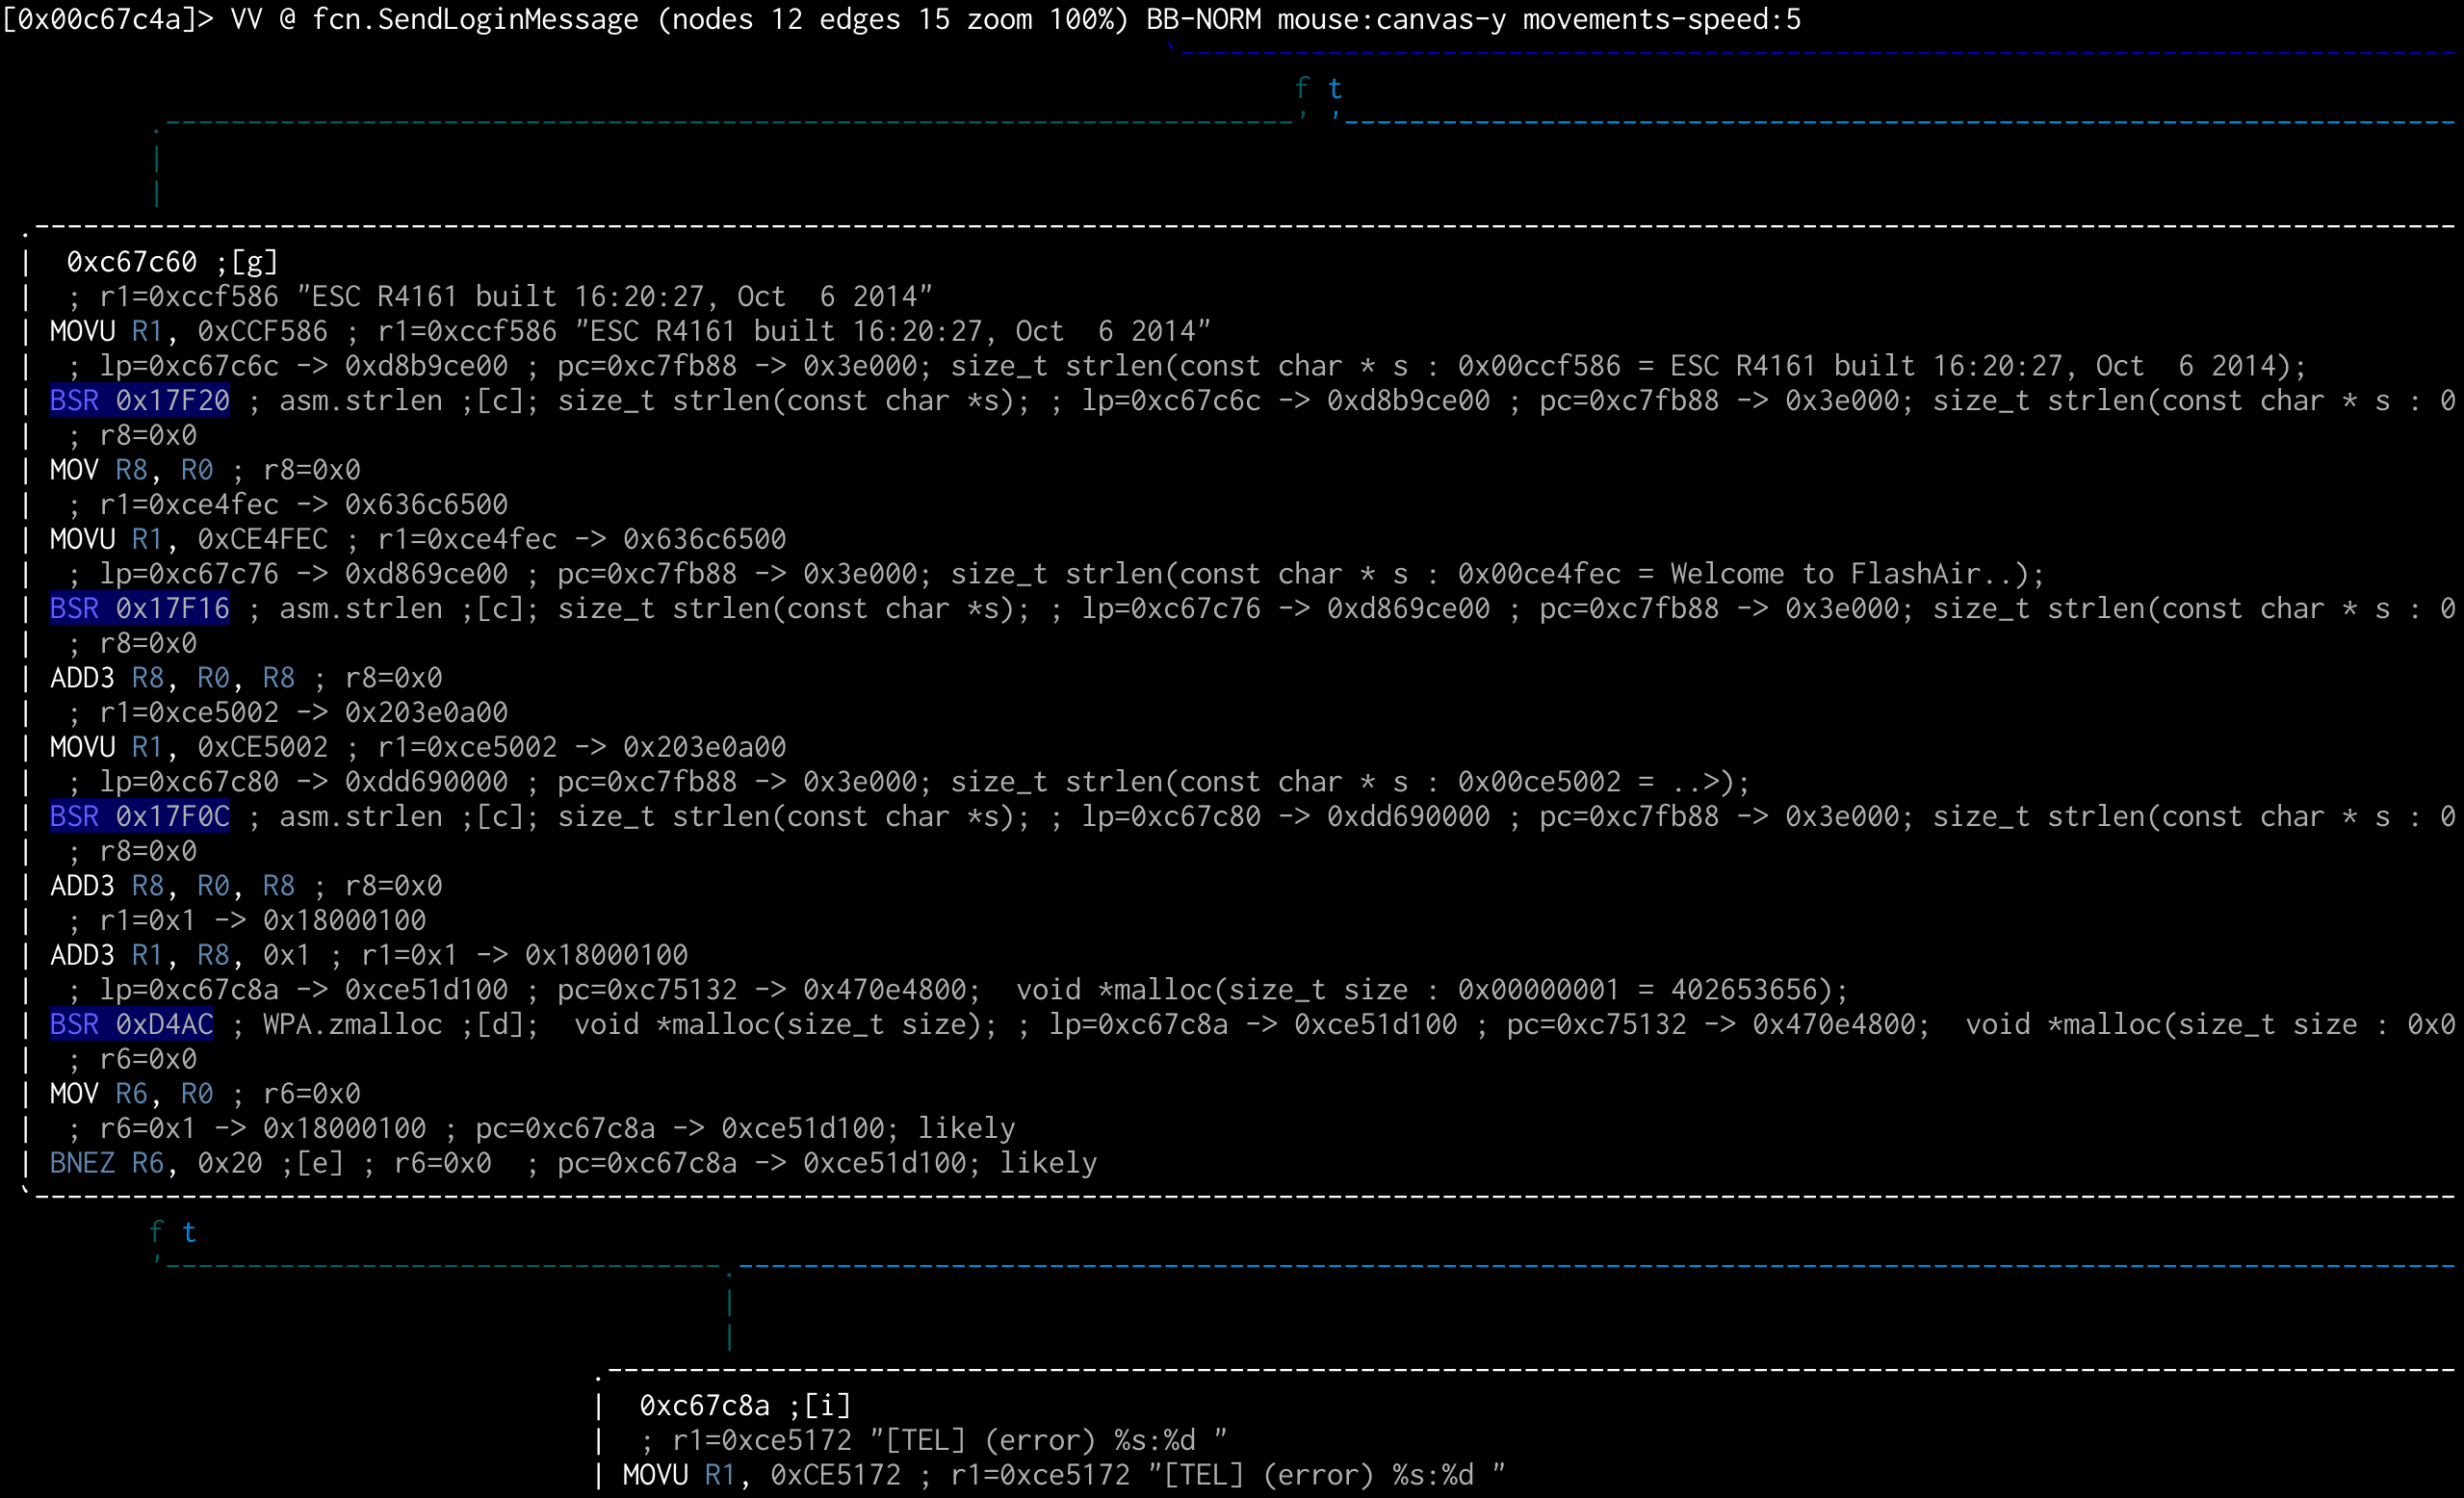 [0x00c67c4a]> VV @ fcn.SendLoginMessage (nodes 12 edges 15 zoom 100%) BB-NORM mouse:canvas-y movements-speed:5
f t
0xc67c60 ;[g]
; r1=0xccf586 "ESC R4161 built 16:20:27, Oct  6 2014"
MOVU R1, 0xCCF586 ; r1=0xccf586 "ESC R4161 built 16:20:27, Oct  6 2014"
; lp=0xc67c6c -> 0xd8b9ce00 ; pc=0xc7fb88 -> 0x3e000; size_t strlen(const char * s : 0x00ccf586 = ESC R4161 built 16:20:27, Oct  6 2014);
BSR 0x17F20 ; asm.strlen ;[c]; size_t strlen(const char *s); ; lp=0xc67c6c -> 0xd8b9ce00 ; pc=0xc7fb88 -> 0x3e000; size_t strlen(const char * s : 0
; r8=0x0
MOV R8, R0 ; r8=0x0
; r1=0xce4fec -> 0x636c6500
MOVU R1, 0xCE4FEC ; r1=0xce4fec -> 0x636c6500
; lp=0xc67c76 -> 0xd869ce00 ; pc=0xc7fb88 -> 0x3e000; size_t strlen(const char * s : 0x00ce4fec = Welcome to FlashAir..);
BSR 0x17F16 ; asm.strlen ;[c]; size_t strlen(const char *s); ; lp=0xc67c76 -> 0xd869ce00 ; pc=0xc7fb88 -> 0x3e000; size_t strlen(const char * s : 0
; r8=0x0
ADD3 R8, R0, R8 ; r8=0x0
; r1=0xce5002 -> 0x203e0a00
MOVU R1, 0xCE5002 ; r1=0xce5002 -> 0x203e0a00
; lp=0xc67c80 -> 0xdd690000 ; pc=0xc7fb88 -> 0x3e000; size_t strlen(const char * s : 0x00ce5002 = ..>);
BSR 0x17F0C ; asm.strlen ;[c]; size_t strlen(const char *s); ; lp=0xc67c80 -> 0xdd690000 ; pc=0xc7fb88 -> 0x3e000; size_t strlen(const char * s : 0
; r8=0x0
ADD3 R8, R0, R8 ; r8=0x0
; r1=0x1 -> 0x18000100
ADD3 R1, R8, 0x1 ; r1=0x1 -> 0x18000100
; lp=0xc67c8a -> 0xce51d100 ; pc=0xc75132 -> 0x470e4800;  void *malloc(size_t size : 0x00000001 = 402653656);
BSR 0xD4AC ; WPA.zmalloc ;[d];  void *malloc(size_t size); ; lp=0xc67c8a -> 0xce51d100 ; pc=0xc75132 -> 0x470e4800;  void *malloc(size_t size : 0x0
; r6=0x0
MOV R6, R0 ; r6=0x0
; r6=0x1 -> 0x18000100 ; pc=0xc67c8a -> 0xce51d100; likely
BNEZ R6, 0x20 ;[e] ; r6=0x0  ; pc=0xc67c8a -> 0xce51d100; likely
f t
0xc67c8a ;[i]
; r1=0xce5172 "[TEL] (error) %s:%d "
MOVU R1, 0xCE5172 ; r1=0xce5172 "[TEL] (error) %s:%d "